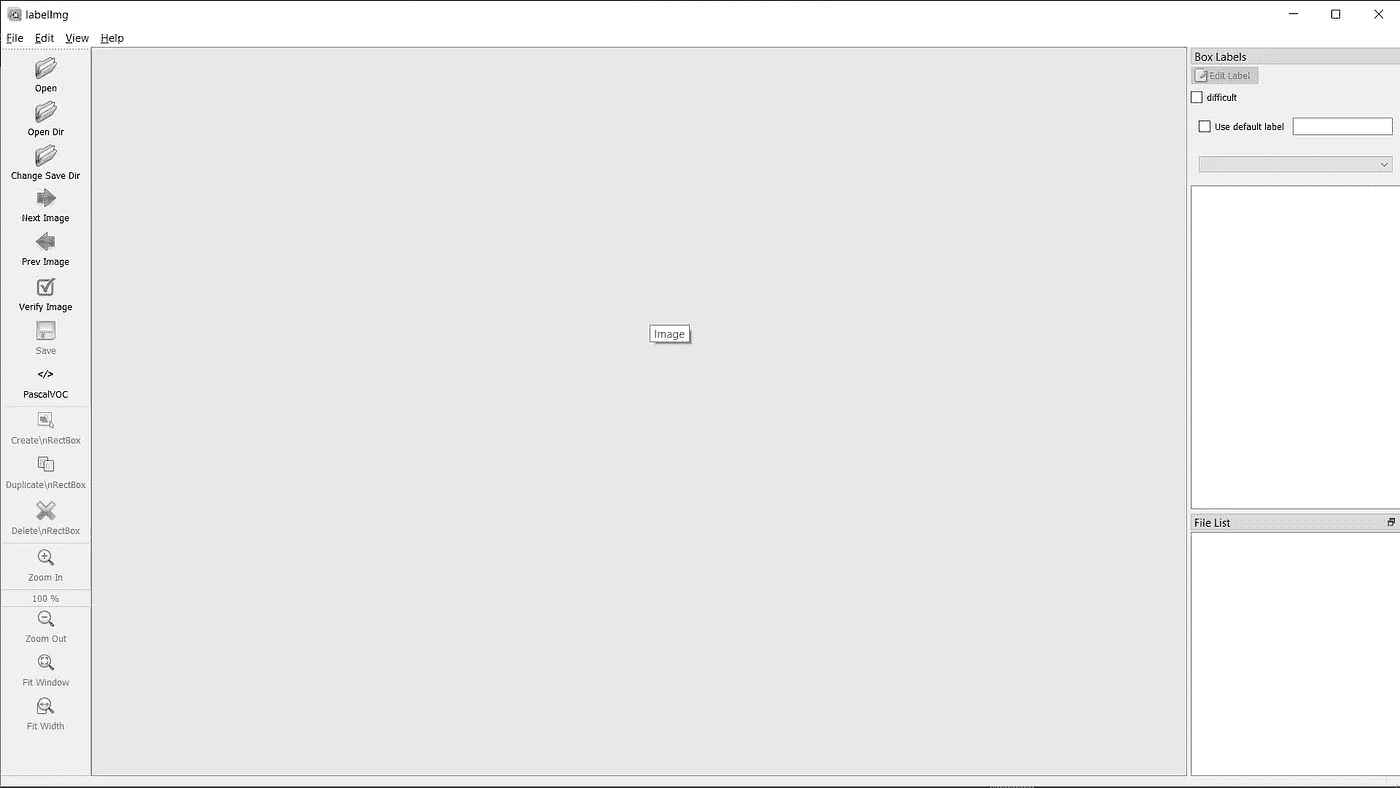 labelImg
File Edit View Help
Open
Open Dir
Change Save Dir
Next Image
Prev Image
Verify Image
Save
</>
PascalVOC
Create\nRectBox
Duplicate\nRectBox
Delete\nRectBox
Zoom In
100 %
Zoom Out
Fit Window
Fit Width
Image
Box Labels
Edit Label
difficult
Use default label
File List